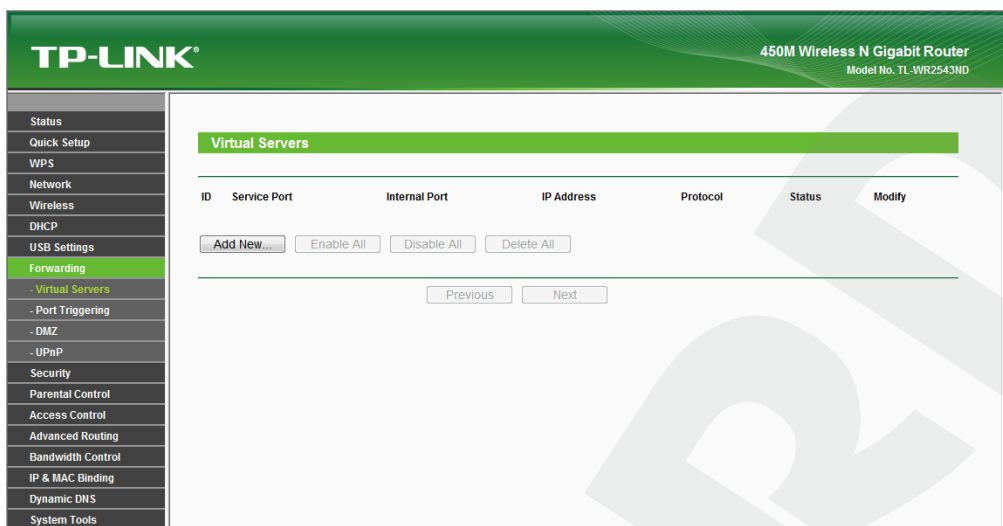 TP-LINK®
450M Wireless N Gigabit Router
Model No. TL-WR2543ND
Status
Quick Setup
WPS
Network
Wireless
DHCP
USB Settings
Forwarding
- Virtual Servers
- Port Triggering
- DMZ
- UPnP
Security
Parental Control
Access Control
Advanced Routing
Bandwidth Control
IP & MAC Binding
Dynamic DNS
System Tools
Virtual Servers
ID Service Port Internal Port IP Address Protocol Status Modify
Add New... Enable All Disable All Delete All
Previous Next